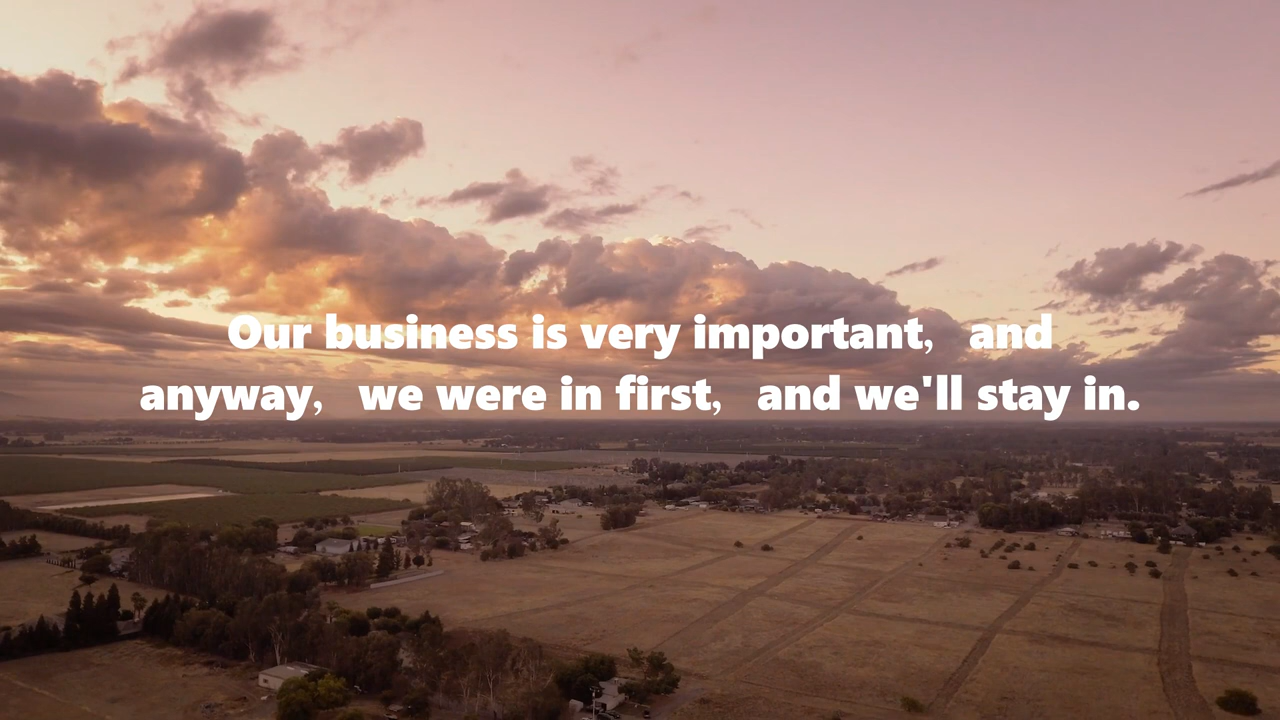 Our business is very important, and
anyway, we were in first, and we'll stay in.